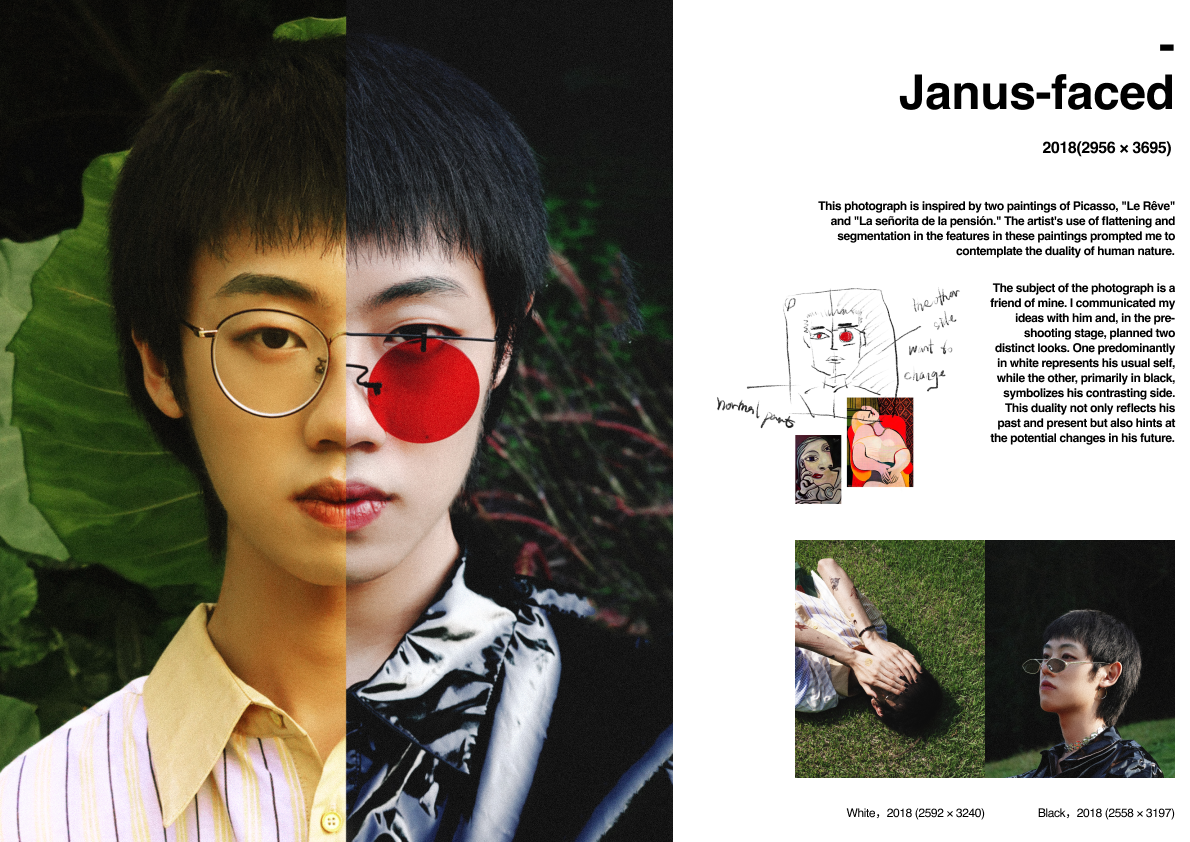 -
Janus-faced
2018(2956 × 3695)
This photograph is inspired by two paintings of Picasso, "Le Rêve"
and "La señorita de la pensión." The artist's use of flattening and
segmentation in the features in these paintings prompted me to
contemplate the duality of human nature.
The subject of the photograph is a
friend of mine. I communicated my
ideas with him and, in the pre-
shooting stage, planned two
distinct looks. One predominantly
in white represents his usual self,
while the other, primarily in black,
symbolizes his contrasting side.
This duality not only reflects his
past and present but also hints at
the potential changes in his future.
the other
side
want to
change
normal parts
White，2018 (2592 × 3240)
Black，2018 (2558 × 3197)